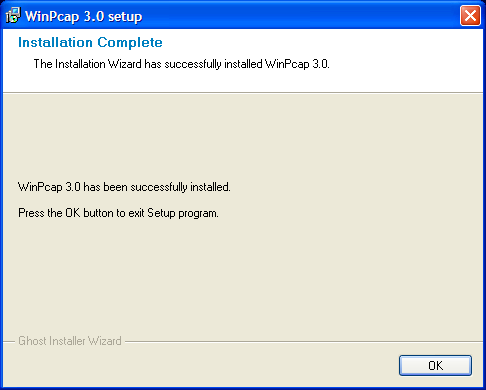 WinPcap 3.0 setup
Installation Complete
The Installation Wizard has successfully installed WinPcap 3.0.
WinPcap 3.0 has been successfully installed.
Press the OK button to exit Setup program.
Ghost Installer Wizard
OK